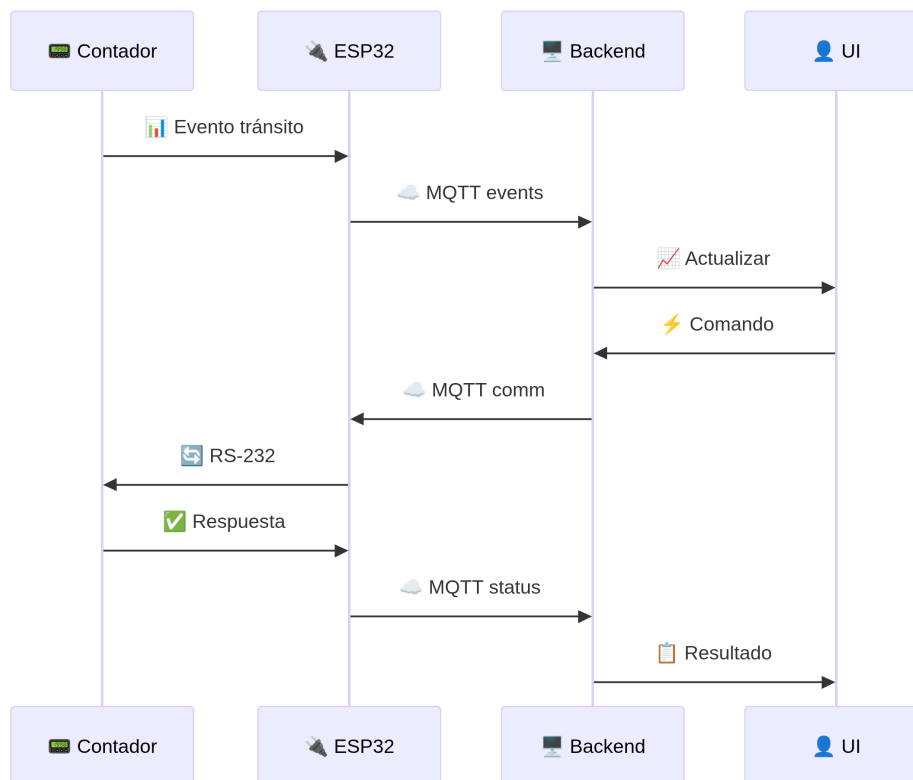 📟 Contador
🔌 ESP32
🖥️ Backend
👤 UI
📊 Evento tránsito
☁️ MQTT events
📈 Actualizar
⚡ Comando
☁️ MQTT comm
🔄 RS-232
✅ Respuesta
☁️ MQTT status
📋 Resultado
📟 Contador
🔌 ESP32
🖥️ Backend
👤 UI